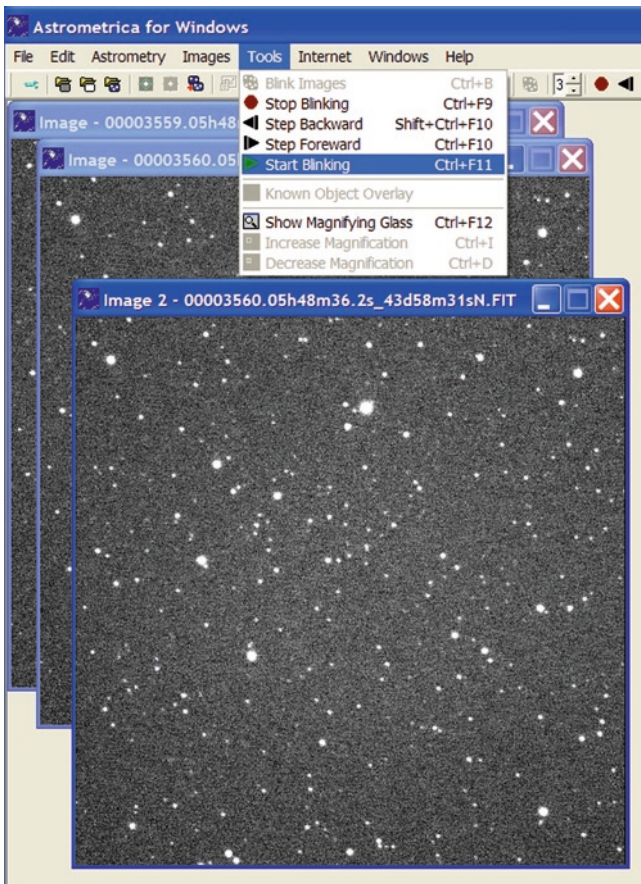 Astrometrica for Windows
File Edit Astrometry Images Tools Internet Windows Help
3
Blink Images Ctrl+B
Stop Blinking Ctrl+F9
Step Backward Shift+Ctrl+F10
Step Foreward Ctrl+F10
Start Blinking Ctrl+F11
Known Object Overlay
Show Magnifying Glass Ctrl+F12
Increase Magnification Ctrl+I
Decrease Magnification Ctrl+D
Image - 00003559.05h48
Image - 00003560.05
Image 2 - 00003560.05h48m36.2s_43d58m31sN.FIT